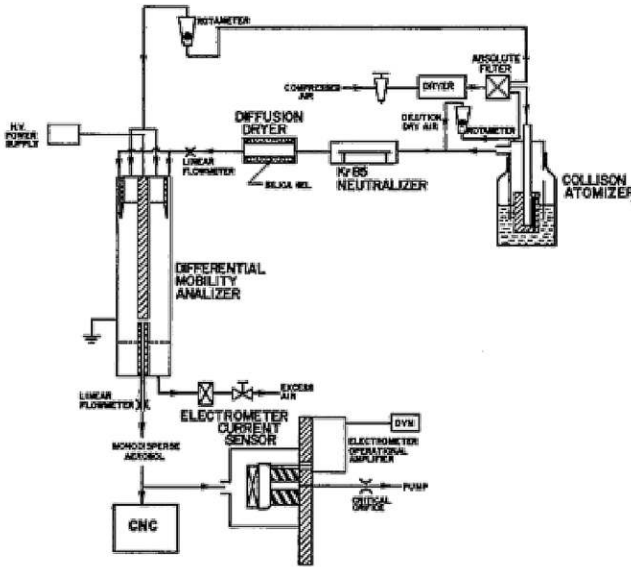 ROTAMETER
ABSOLUTE
FILTER
COMPRESSED
AIR
DRYER
H.V.
POWER
SUPPLY
DIFFUSION
DRYER
DILUTION
DRY AIR
ROTAMETER
LINEAR
FLOWMETER
SILICA GEL
Kr 85
NEUTRALIZER
COLLISON
ATOMIZER
DIFFERENTIAL
MOBILITY
ANALIZER
LINEAR
FLOWMETER
EXCESS
AIR
ELECTROMETER
CURRENT
SENSOR
DVM
MONODISPERSE
AEROSOL
ELECTROMETER
OPERATIONAL
AMPLIFIER
PUMP
CRITICAL
ORIFICE
CNC